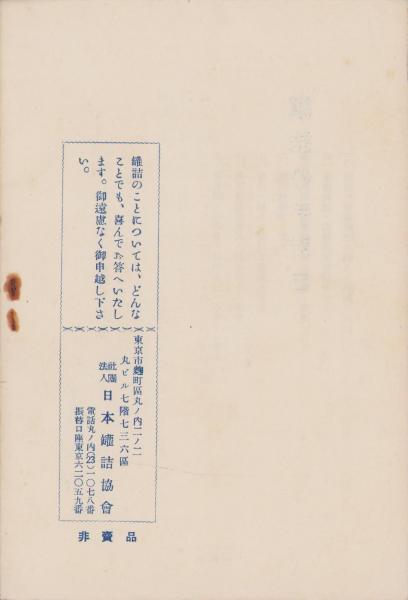 罐詰のことについては、どんな
ことでも、喜んでお答へいたし
ます。御遠慮なく御申越し下さ
い。
東京市麹町區丸ノ內二ノ二
丸ビル七階七三六區
社團法人 日本罐詰協會
電話丸ノ內(23)一〇七八番
振替口座東京六二〇五九番
非賣品